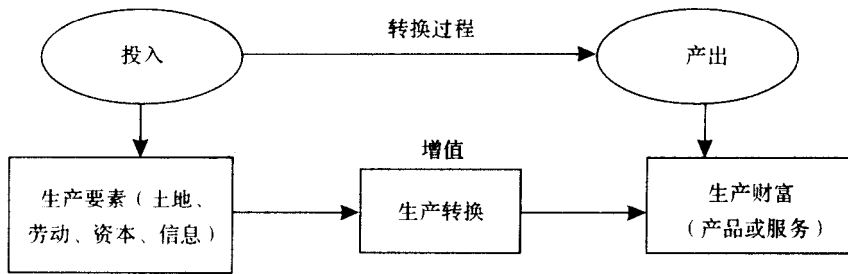 转换过程
投入
产出
增值
生产要素（土地、
劳动、资本、信息）
生产转换
生产财富
（产品或服务）